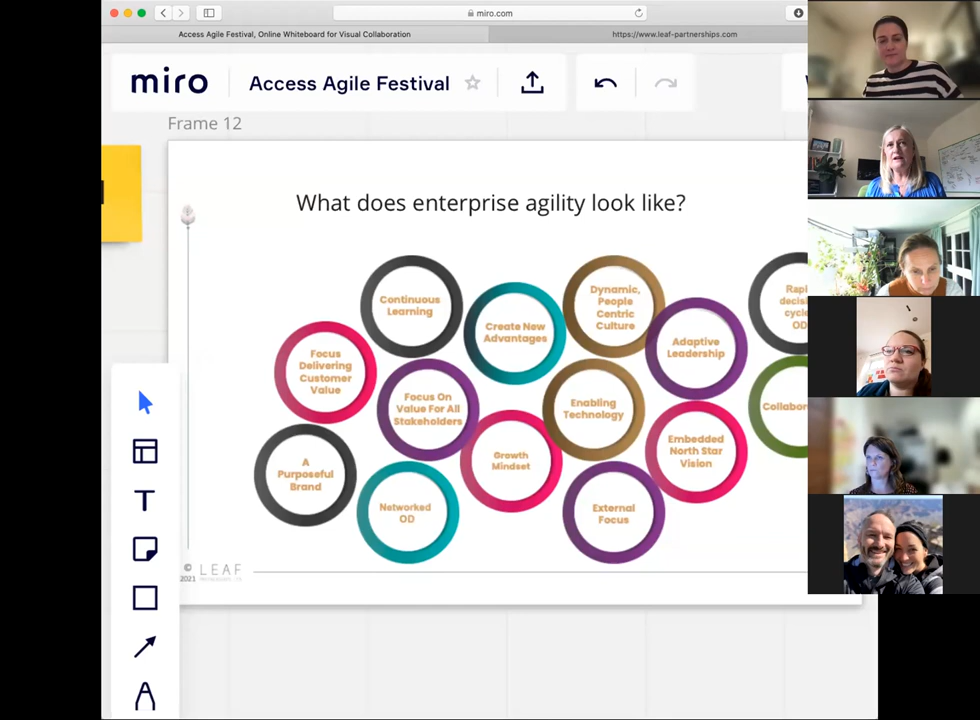 miro.com
Access Agile Festival, Online Whiteboard for Visual Collaboration
https://www.leaf-partnerships.com
miro
Access Agile Festival
Frame 12
What does enterprise agility look like?
Continuous
Learning
Create New
Advantages
Dynamic,
People
Centric
Culture
Adaptive
Leadership
Focus
Delivering
Customer
Value
Focus On
Value For All
Stakeholders
Enabling
Technology
Embedded
North Star
Vision
A
Purposeful
Brand
Growth
Mindset
Networked
OD
External
Focus
T
© LEAF
2021